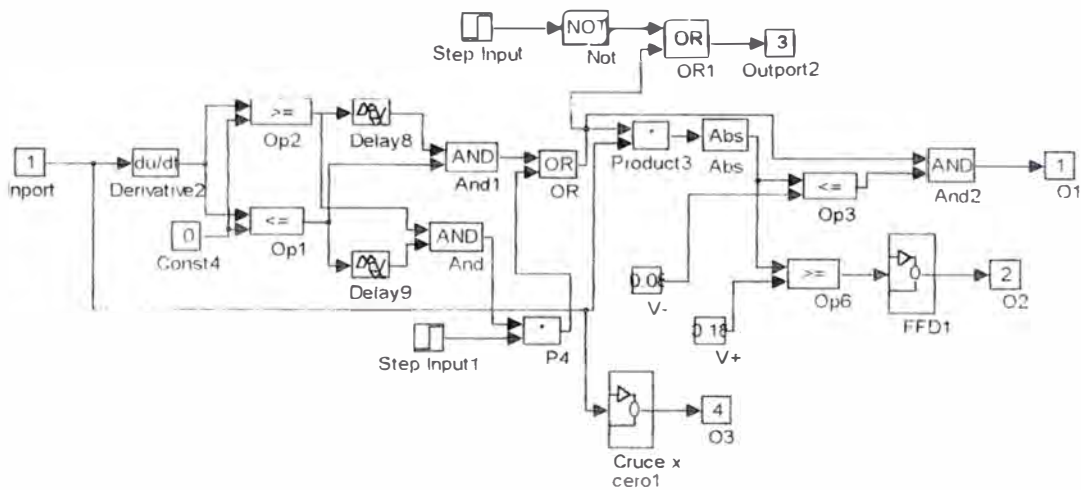 Step Input
NOT
Not
OR
OR1
3
Outport2
1
Inport
du/dt
Derivative2
>=
Op2
Delay8
AND
And1
OR
OR
*
Product3
Abs
Abs
AND
And2
1
O1
0
Const4
<=
Op1
Delay9
AND
And
<=
Op3
0.0
V-
>=
Op6
FFD1
2
O2
Step Input1
*
P4
0.18
V+
Cruce x
cero1
4
O3